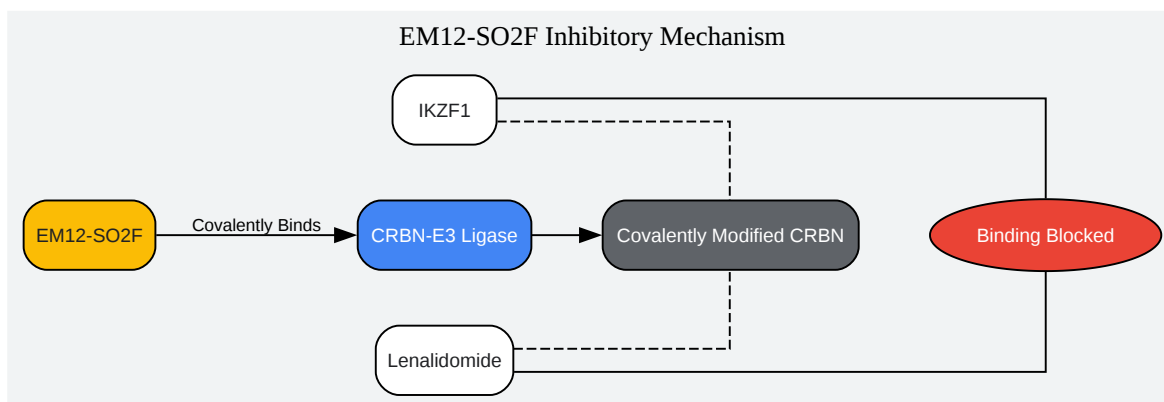 EM12-SO2F Inhibitory Mechanism
IKZF1
EM12-SO2F
Covalently Binds
CRBN-E3 Ligase
Covalently Modified CRBN
Binding Blocked
Lenalidomide